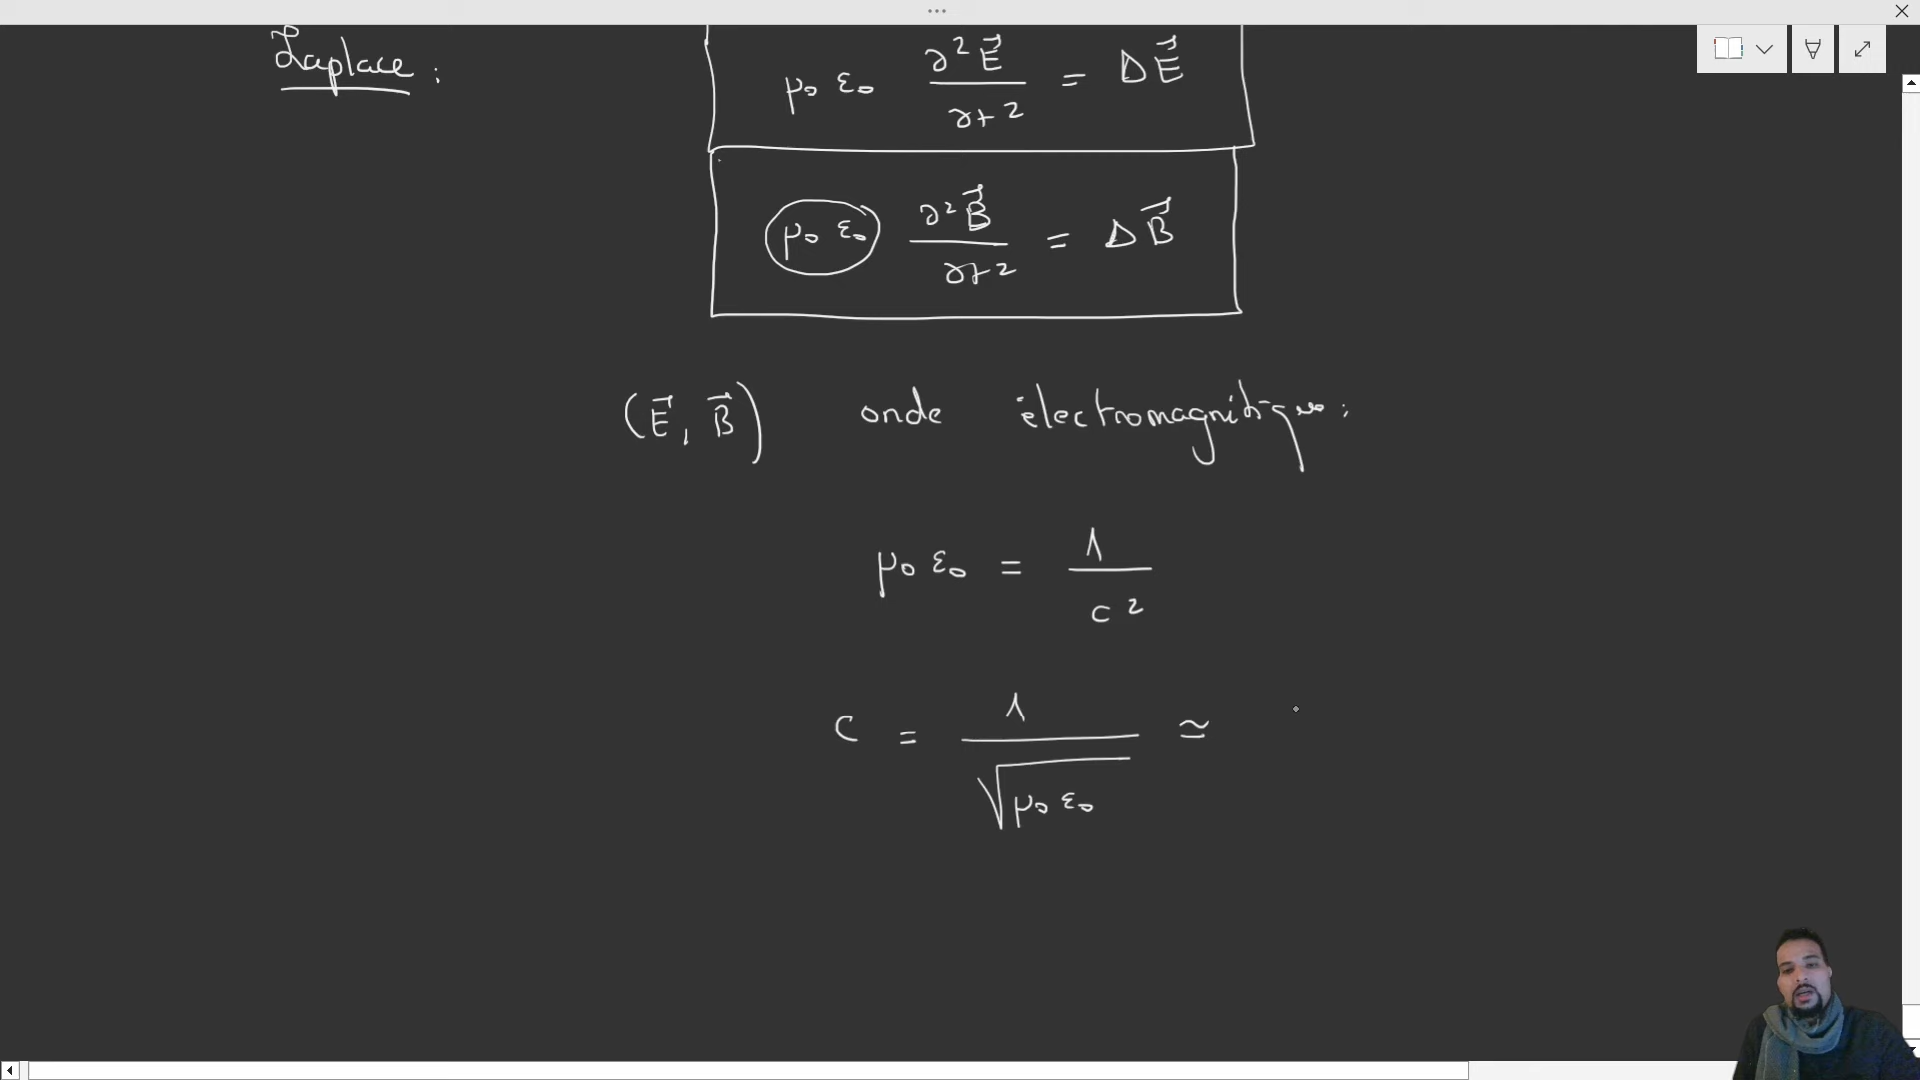 Laplace :
μ₀ ε₀ ∂²E⃗ / ∂t² = ΔE⃗
μ₀ ε₀ ∂²B⃗ / ∂t² = ΔB⃗
(E⃗, B⃗) onde électromagnétique :
μ₀ ε₀ = 1 / c²
C = 1 / √(μ₀ ε₀) ≃